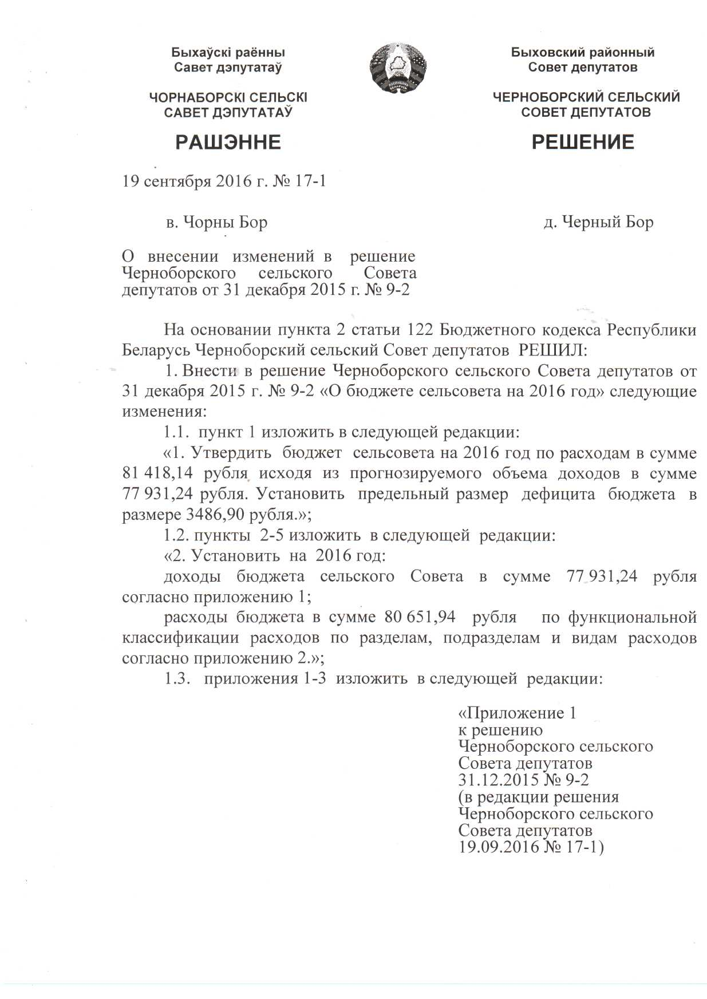 Быхаўскі раённы
Савет дэпутатаў
ЧОРНАБОРСКІ СЕЛЬСКІ
САВЕТ ДЭПУТАТАЎ
РАШЭННЕ
РЭСПУБЛІКА
БЕЛАРУСЬ
Быховский районный
Совет депутатов
ЧЕРНОБОРСКИЙ СЕЛЬСКИЙ
СОВЕТ ДЕПУТАТОВ
РЕШЕНИЕ
19 сентября 2016 г. № 17-1
в. Чорны Бор
д. Черный Бор
О внесении изменений в решение
Черноборского сельского Совета
депутатов от 31 декабря 2015 г. № 9-2
На основании пункта 2 статьи 122 Бюджетного кодекса Республики
Беларусь Черноборский сельский Совет депутатов РЕШИЛ:
1. Внести в решение Черноборского сельского Совета депутатов от
31 декабря 2015 г. № 9-2 «О бюджете сельсовета на 2016 год» следующие
изменения:
1.1. пункт 1 изложить в следующей редакции:
«1. Утвердить бюджет сельсовета на 2016 год по расходам в сумме
81 418,14 рубля исходя из прогнозируемого объема доходов в сумме
77 931,24 рубля. Установить предельный размер дефицита бюджета в
размере 3486,90 рубля.»;
1.2. пункты 2-5 изложить в следующей редакции:
«2. Установить на 2016 год:
доходы бюджета сельского Совета в сумме 77 931,24 рубля
согласно приложению 1;
расходы бюджета в сумме 80 651,94 рубля по функциональной
классификации расходов по разделам, подразделам и видам расходов
согласно приложению 2.»;
1.3. приложения 1-3 изложить в следующей редакции:
«Приложение 1
к решению
Черноборского сельского
Совета депутатов
31.12.2015 № 9-2
(в редакции решения
Черноборского сельского
Совета депутатов
19.09.2016 № 17-1)